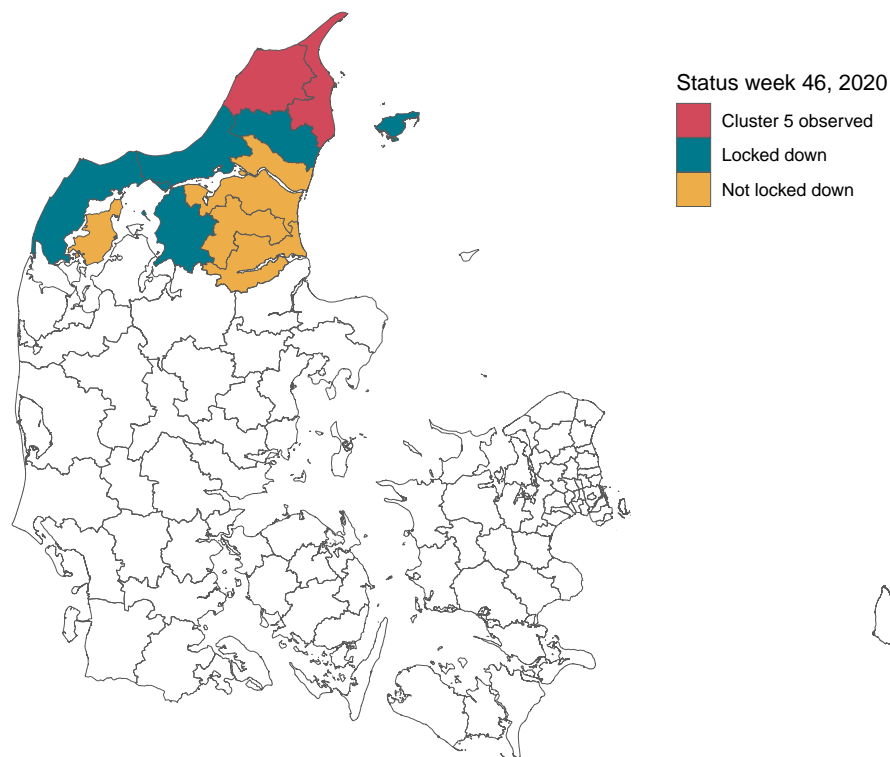 Status week 46, 2020
Cluster 5 observed
Locked down
Not locked down